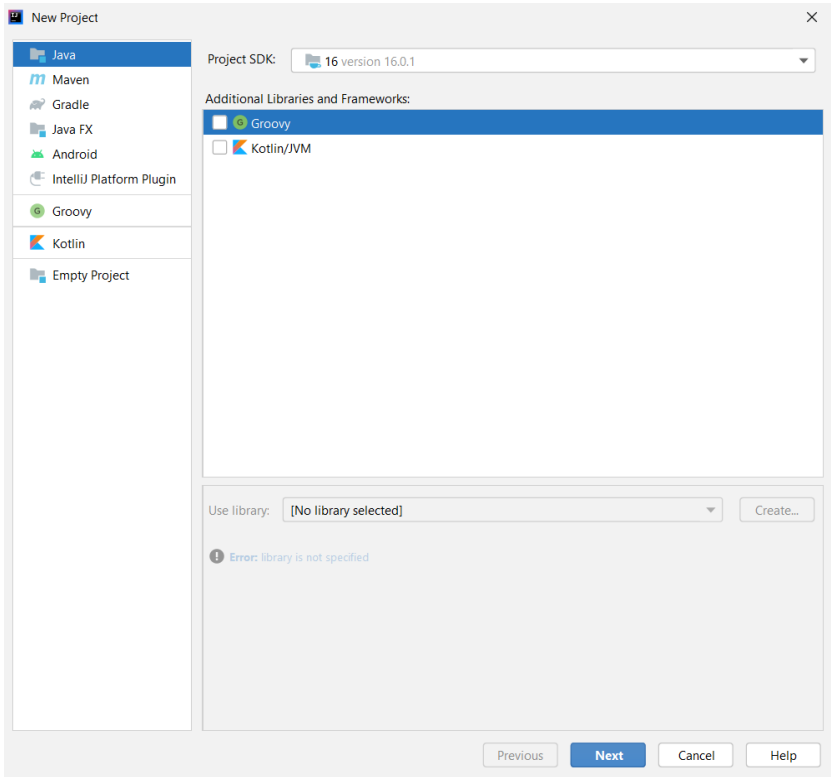 New Project
Java
Maven
Gradle
Java FX
Android
IntelliJ Platform Plugin
Groovy
Kotlin
Empty Project
Project SDK: 16 version 16.0.1
Additional Libraries and Frameworks:
G Groovy
Kotlin/JVM
Use library: [No library selected] Create...
Error: library is not specified
Previous Next Cancel Help